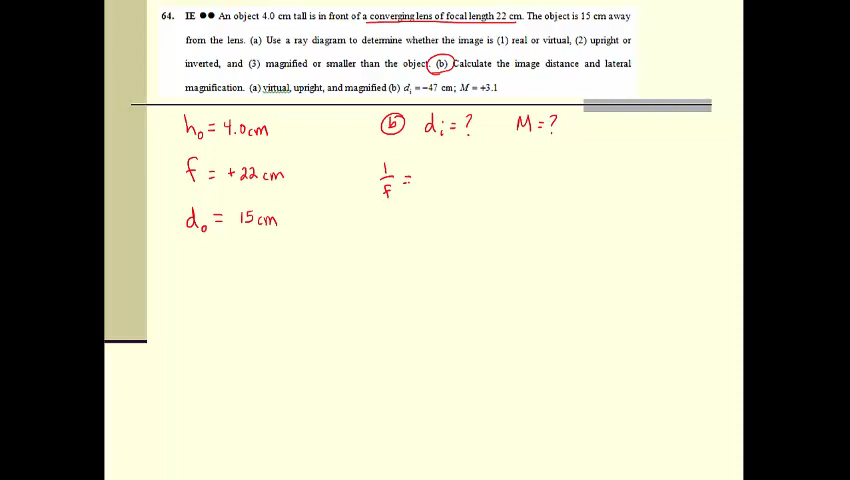 64. IE ●● An object 4.0 cm tall is in front of a converging lens of focal length 22 cm. The object is 15 cm away
from the lens. (a) Use a ray diagram to determine whether the image is (1) real or virtual, (2) upright or
inverted, and (3) magnified or smaller than the object. (b) Calculate the image distance and lateral
magnification. (a) virtual, upright, and magnified (b) dᵢ = −47 cm; M = +3.1
hₒ = 4.0 cm
f = +22 cm
dₒ = 15 cm
(b) dᵢ = ? M = ?
1/f =